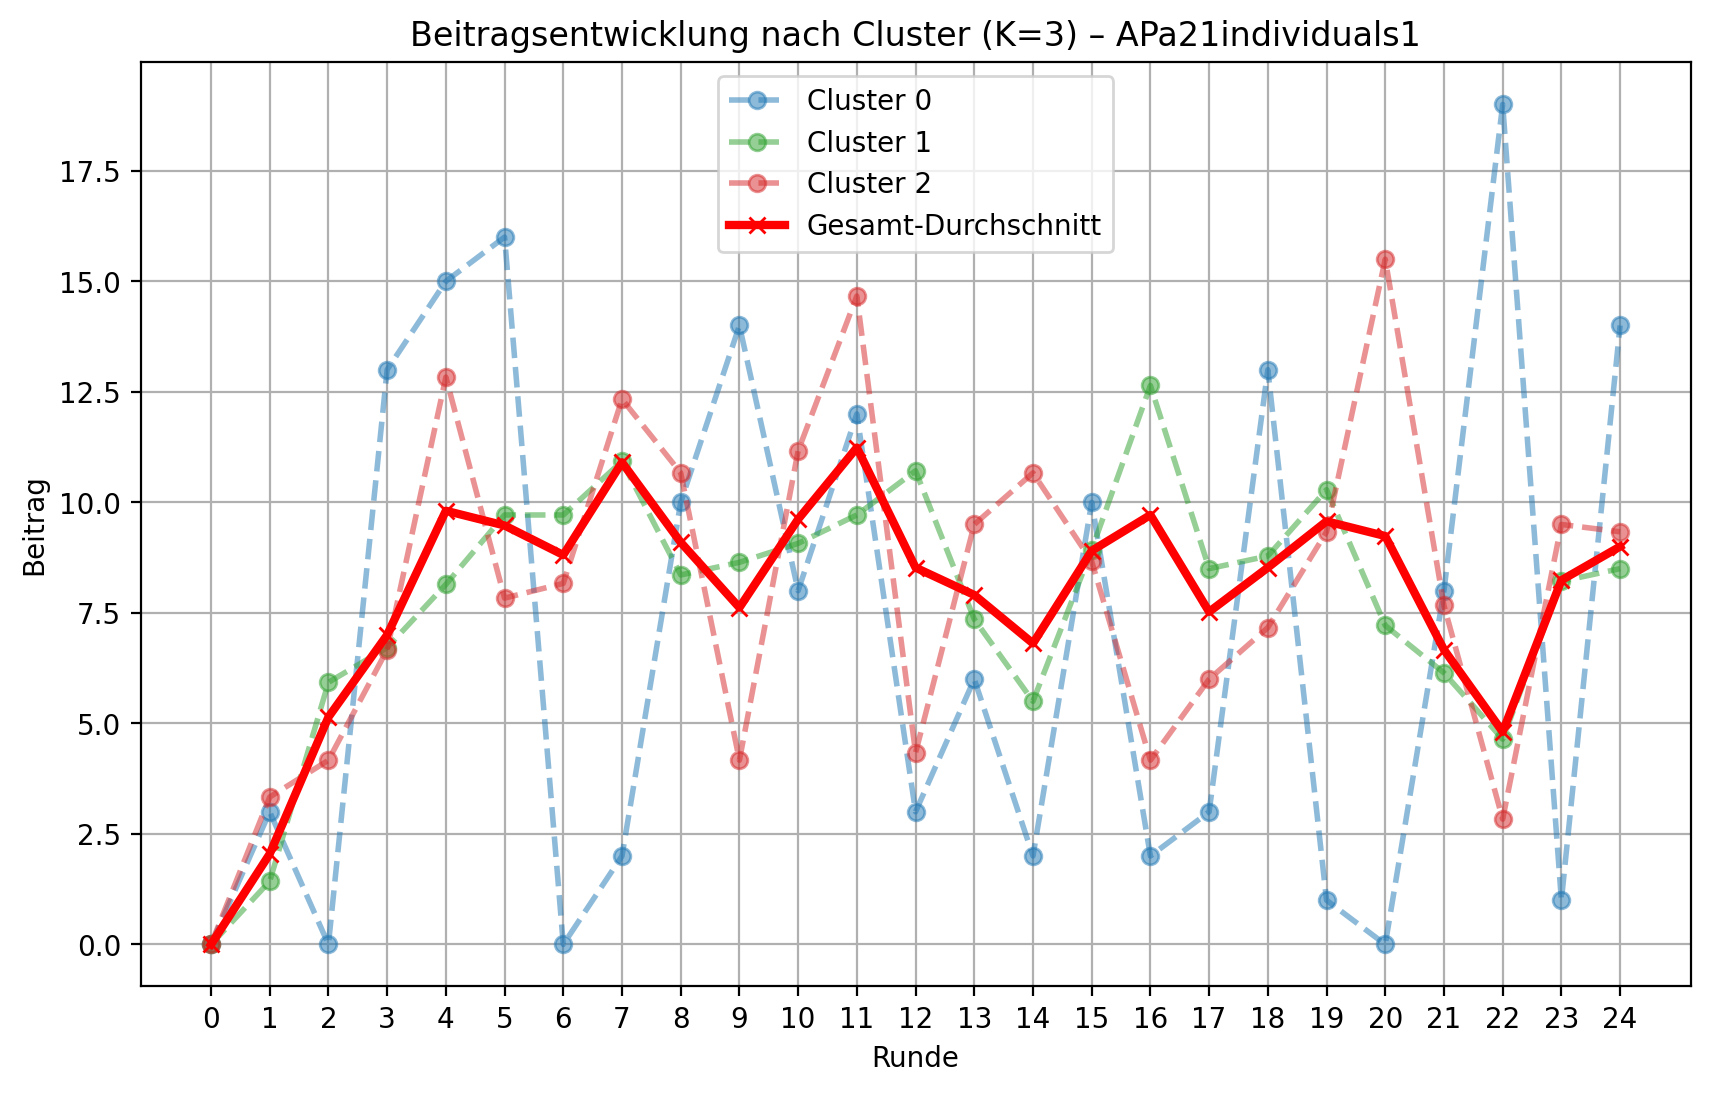 Beitragsentwicklung nach Cluster (K=3) – APa21individuals1
Cluster 0
Cluster 1
Cluster 2
Gesamt-Durchschnitt
17.5
15.0
12.5
10.0
7.5
5.0
2.5
0.0
Beitrag
0 1 2 3 4 5 6 7 8 9 10 11 12 13 14 15 16 17 18 19 20 21 22 23 24
Runde